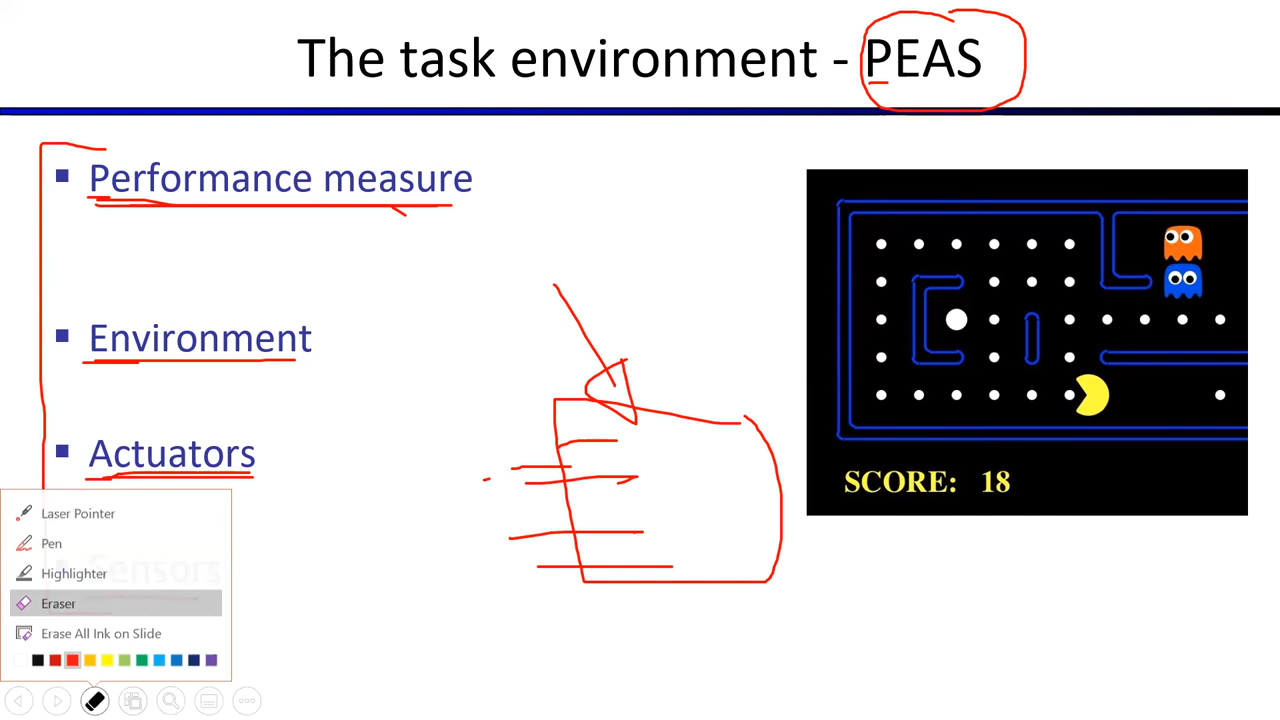 The task environment - PEAS
Performance measure
Environment
Actuators
Sensors
SCORE: 18
Laser Pointer
Pen
Highlighter
Eraser
Erase All Ink on Slide